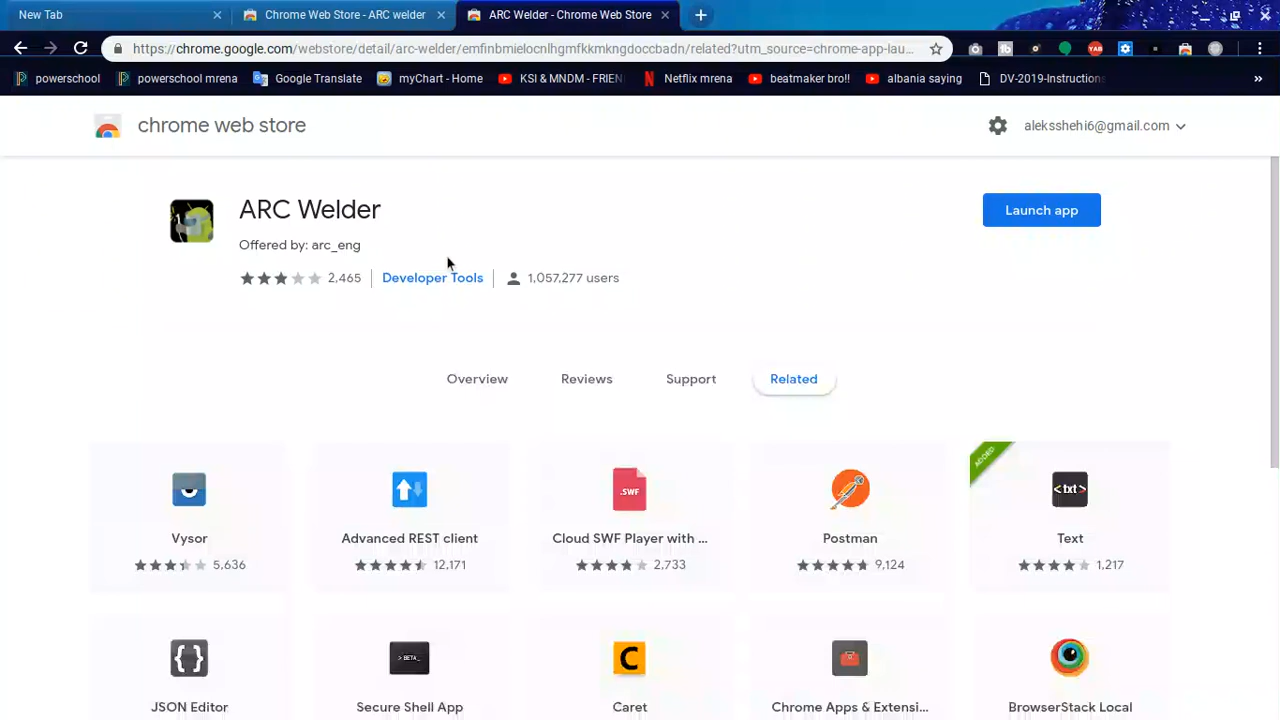 New Tab
Chrome Web Store - ARC welder
ARC Welder - Chrome Web Store
https://chrome.google.com/webstore/detail/arc-welder/emfinbmielocnlhgmfkkmkngdoccbadn/related?utm_source=chrome-app-lau...
powerschool
powerschool mrena
Google Translate
myChart - Home
KSI & MNDM - FRIEN
Netflix mrena
beatmaker bro!!
albania saying
DV-2019-Instructions
chrome web store
aleksshehi6@gmail.com
ARC Welder
Launch app
Offered by: arc_eng
2,465
Developer Tools
1,057,277 users
Overview
Reviews
Support
Related
.SWF
ADDED
<txt>
Vysor
Advanced REST client
Cloud SWF Player with ...
Postman
Text
5,636
12,171
2,733
9,124
1,217
{}
> BETA_
C
JSON Editor
Secure Shell App
Caret
Chrome Apps & Extensi...
BrowserStack Local